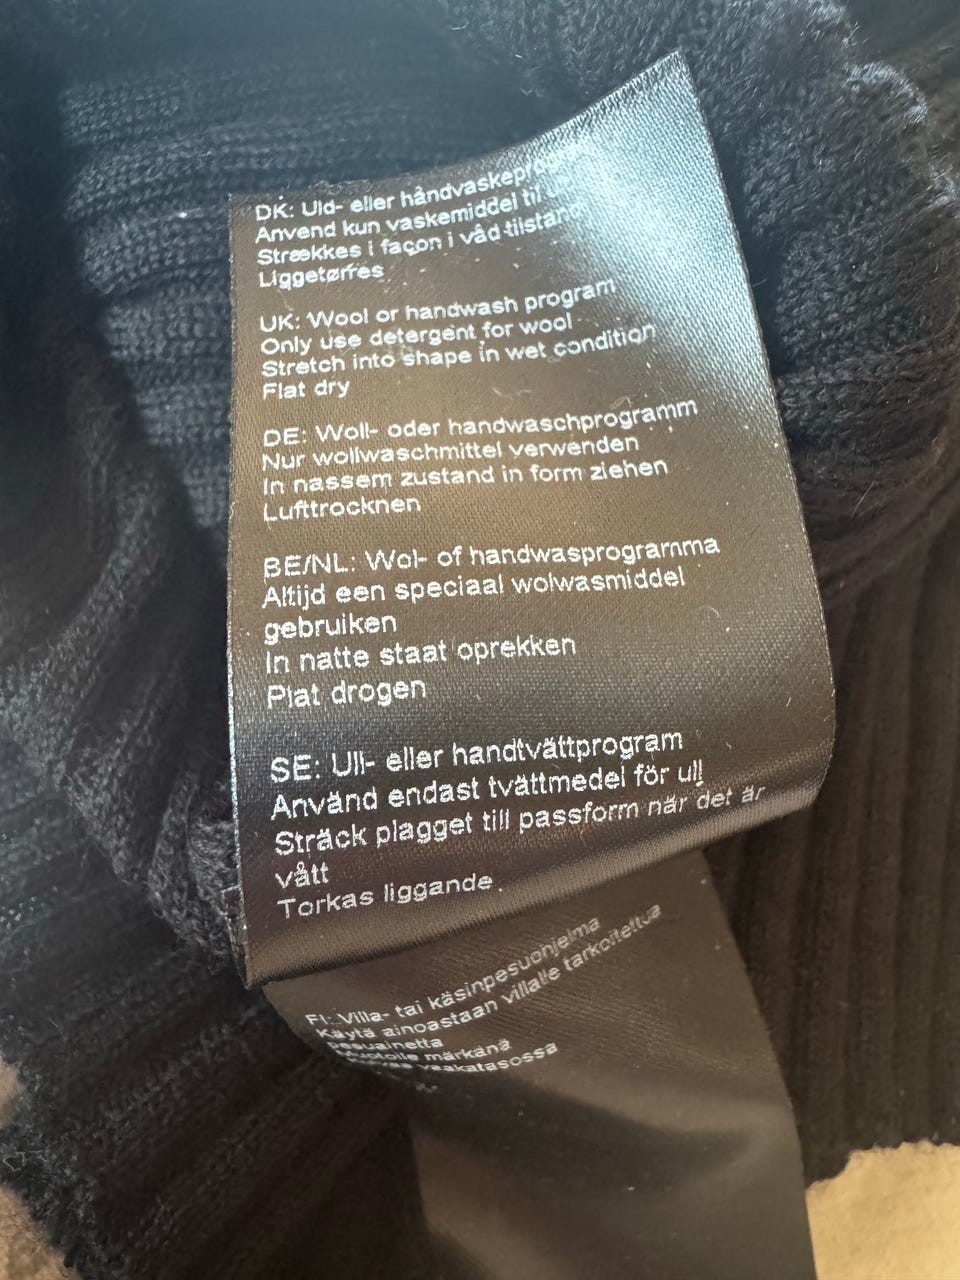 DK: Uld- eller håndvaskeprogram
Anvend kun vaskemiddel til
Strækkes i façon i våd tilstand
Liggetørres
UK: Wool or handwash program
Only use detergent for wool
Stretch into shape in wet condition
Flat dry
DE: Woll- oder handwaschprogramm
Nur wollwaschmittel verwenden
In nassem zustand in form ziehen
Lufttrocknen
BE/NL: Wol- of handwasprogramma
Altijd een speciaal wolwasmiddel
gebruiken
In natte staat oprekken
Plat drogen
SE: Ull- eller handtvättprogram
Använd endast tvättmedel för ull
Sträck plagget till passform när det är
vått
Torkas liggande.
FI: Villa- tai käsinpesuohjelma
Käytä ainoastaan villalle tarkoitettua
pesuainetta
märkänä
vaakatasossa